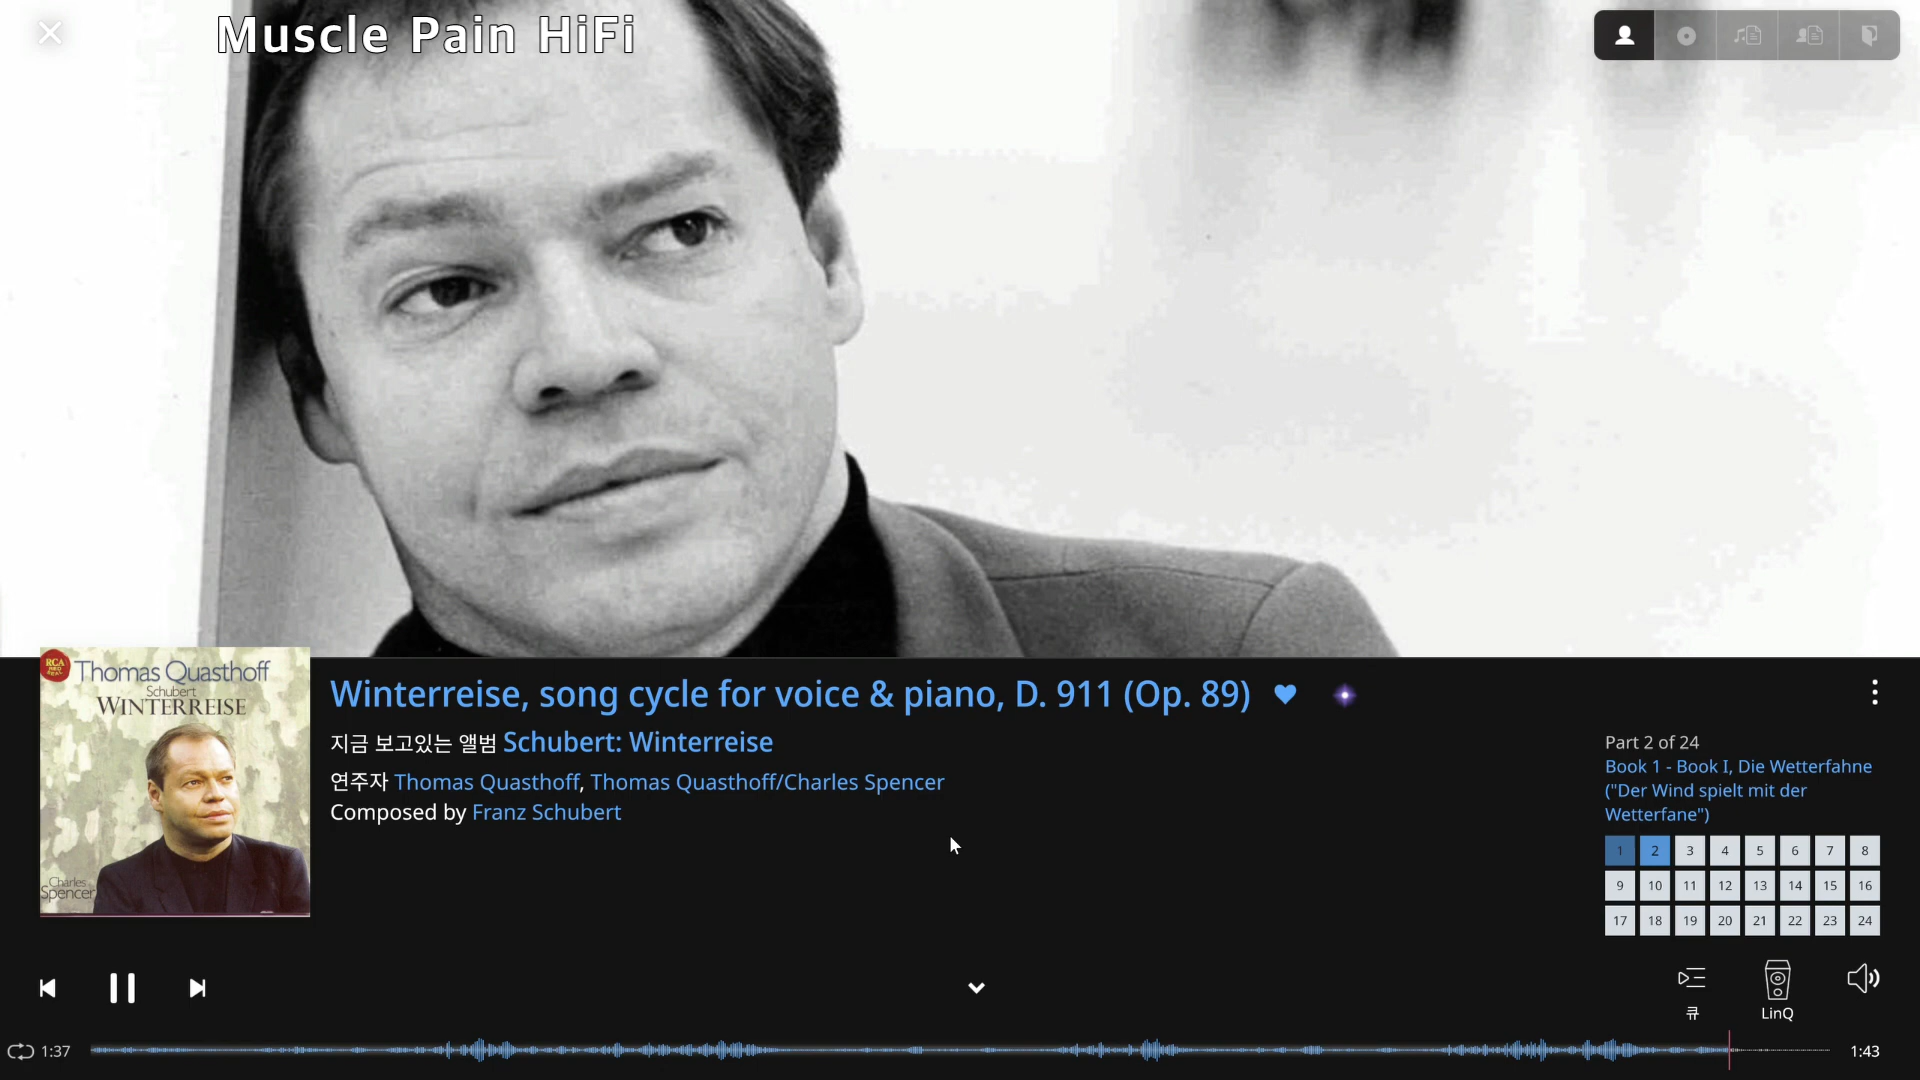 Muscle Pain HiFi
RCA
Thomas Quasthoff
Schubert
WINTERREISE
Charles
Spencer
Winterreise, song cycle for voice & piano, D. 911 (Op. 89)
지금 보고있는 앨범 Schubert: Winterreise
연주자 Thomas Quasthoff, Thomas Quasthoff/Charles Spencer
Composed by Franz Schubert
Part 2 of 24
Book 1 - Book I, Die Wetterfahne
("Der Wind spielt mit der
Wetterfane")
1 2 3 4 5 6 7 8
9 10 11 12 13 14 15 16
17 18 19 20 21 22 23 24
큐 LinQ
1:37 1:43